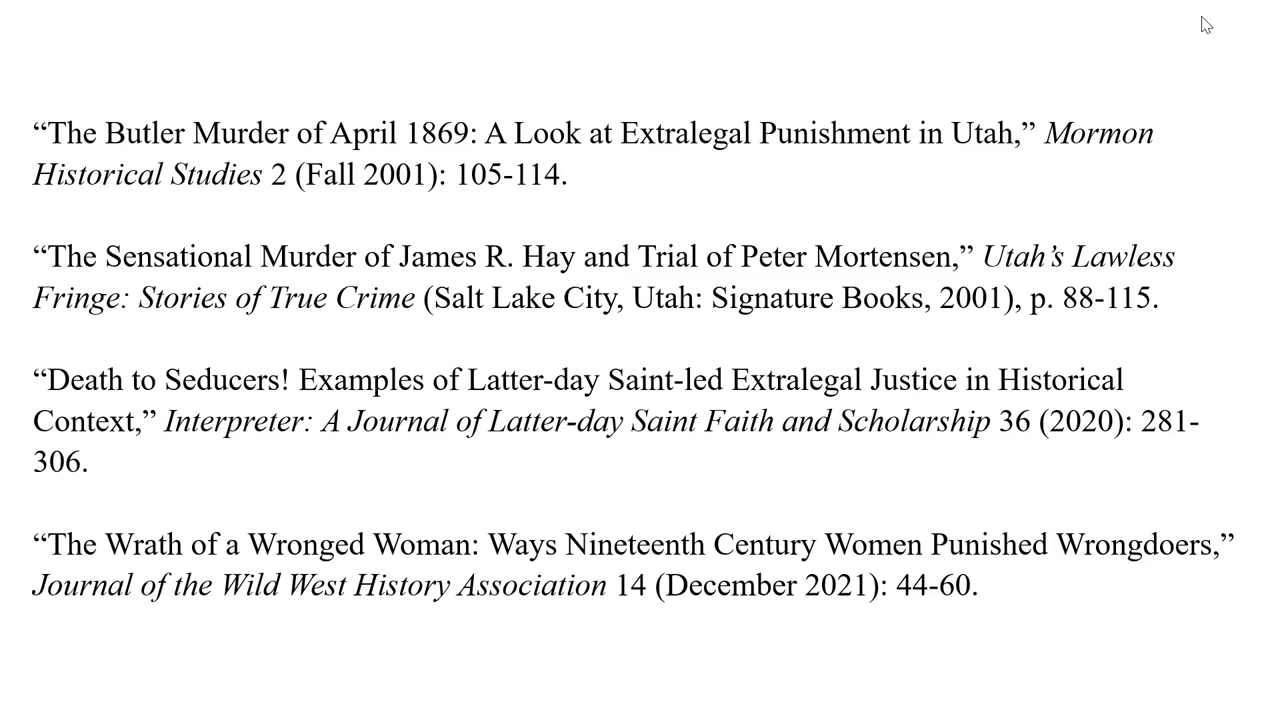 “The Butler Murder of April 1869: A Look at Extralegal Punishment in Utah,” Mormon
Historical Studies 2 (Fall 2001): 105-114.
“The Sensational Murder of James R. Hay and Trial of Peter Mortensen,” Utah’s Lawless
Fringe: Stories of True Crime (Salt Lake City, Utah: Signature Books, 2001), p. 88-115.
“Death to Seducers! Examples of Latter-day Saint-led Extralegal Justice in Historical
Context,” Interpreter: A Journal of Latter-day Saint Faith and Scholarship 36 (2020): 281-
306.
“The Wrath of a Wronged Woman: Ways Nineteenth Century Women Punished Wrongdoers,”
Journal of the Wild West History Association 14 (December 2021): 44-60.